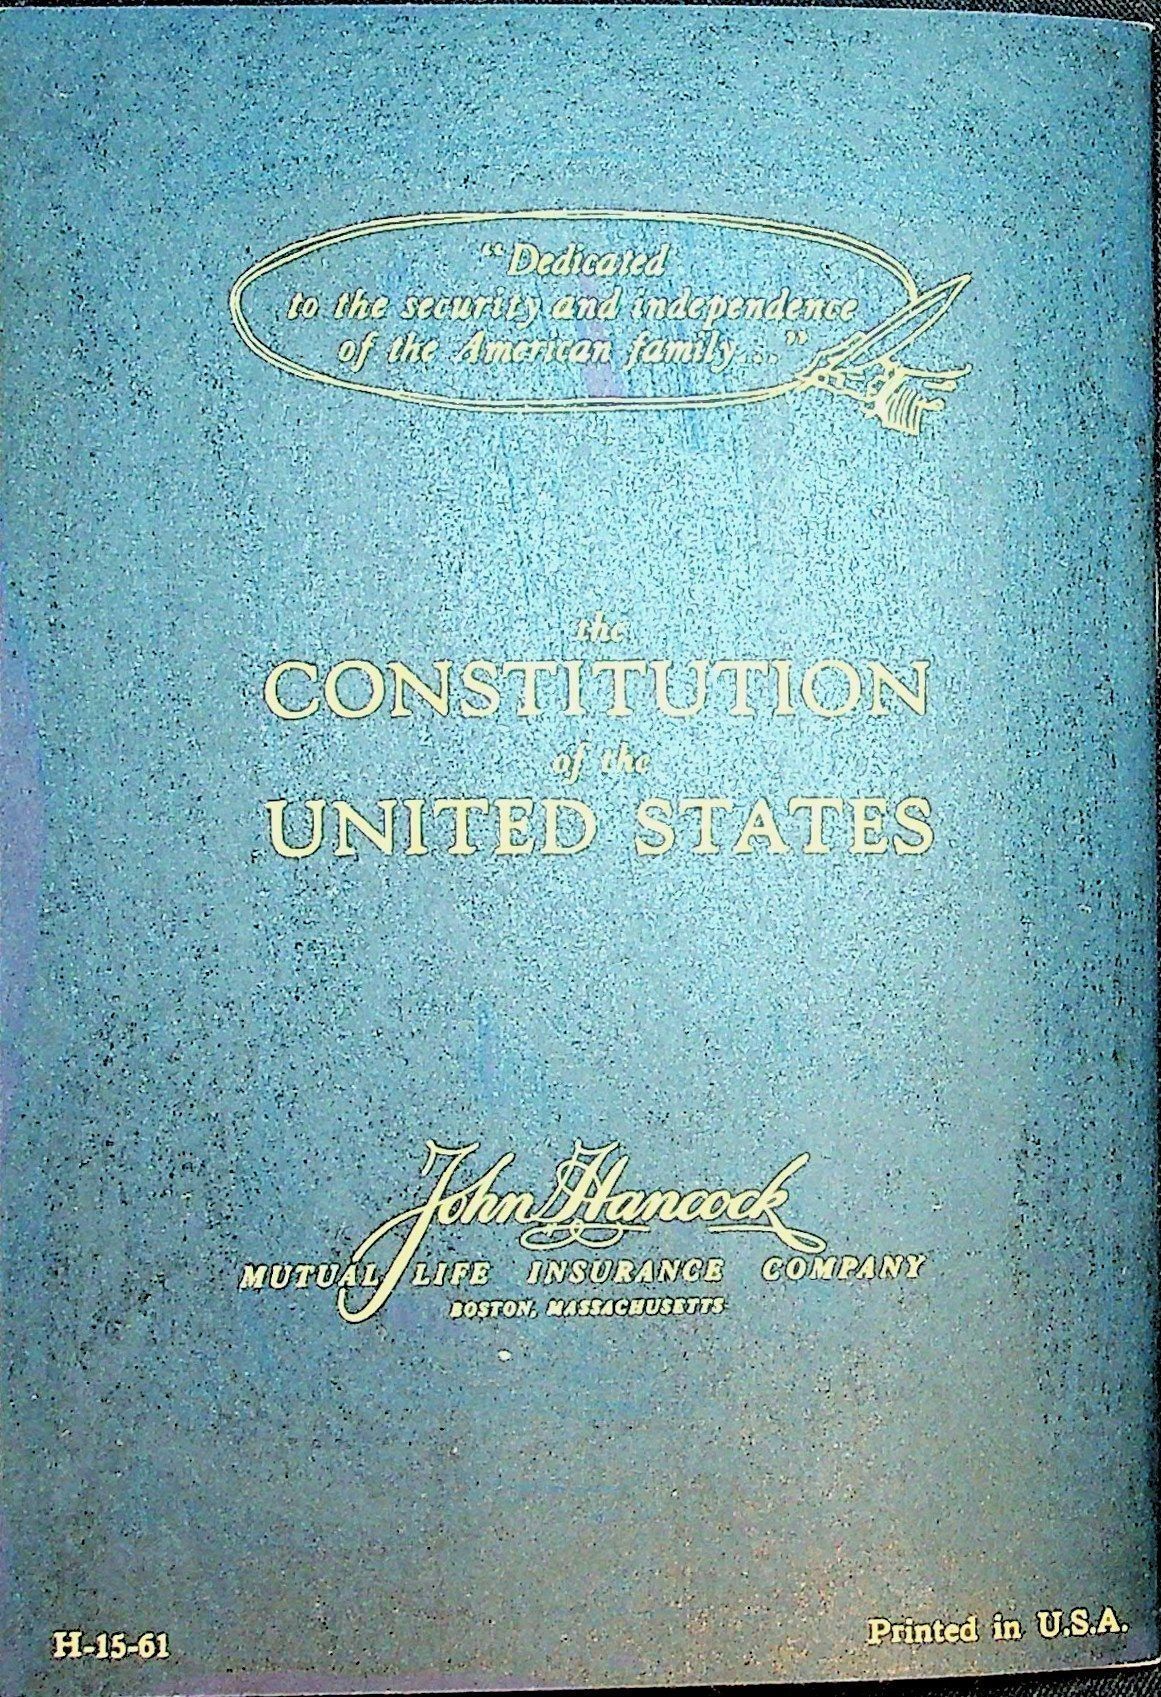 “Dedicated
to the security and independence
of the American family...”
the
CONSTITUTION
of the
UNITED STATES
John Hancock
MUTUAL LIFE INSURANCE COMPANY
BOSTON, MASSACHUSETTS
H-15-61
Printed in U.S.A.